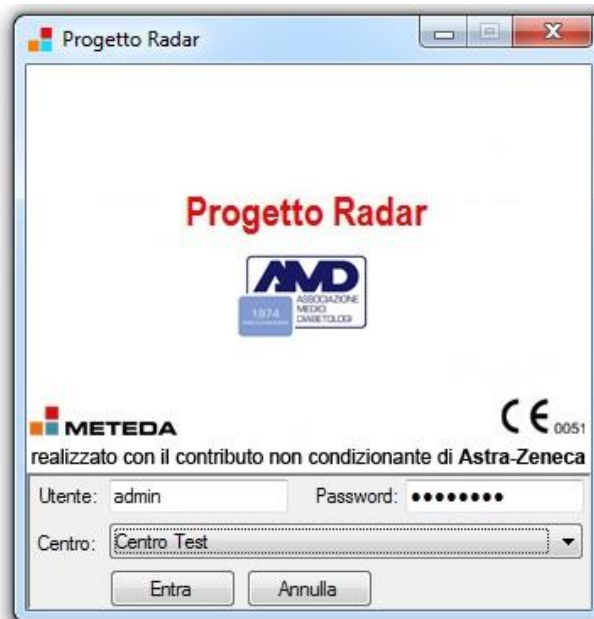 Progetto Radar
Progetto Radar
AMD
ASSOCIAZIONE
MEDICI
DIABETOLOGI
1974
METEDA
CE 0051
realizzato con il contributo non condizionante di Astra-Zeneca
Utente: admin Password: ●●●●●●●●
Centro: Centro Test
Entra Annulla